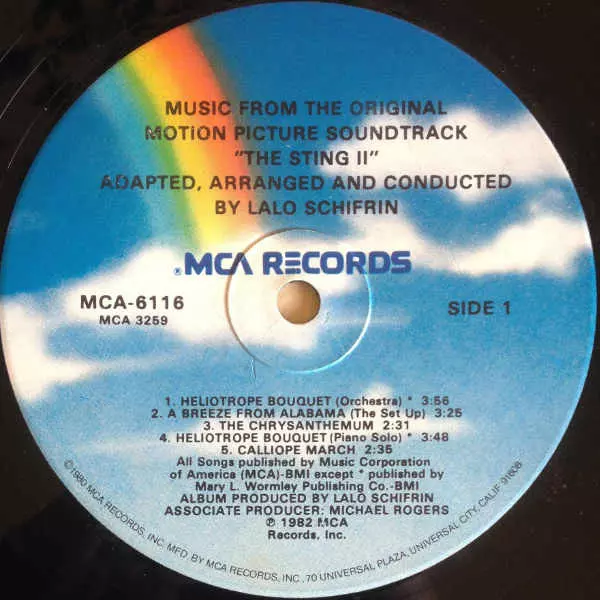 MUSIC FROM THE ORIGINAL
MOTION PICTURE SOUNDTRACK
"THE STING II"
ADAPTED, ARRANGED AND CONDUCTED
BY LALO SCHIFRIN
®MCA RECORDS
MCA-6116
MCA 3259
SIDE 1
1. HELIOTROPE BOUQUET (Orchestra) * 3:56
2. A BREEZE FROM ALABAMA (The Set Up) 3:25
3. THE CHRYSANTHEMUM 2:31
4. HELIOTROPE BOUQUET (Piano Solo) * 3:48
5. CALLIOPE MARCH 2:35
All Songs published by Music Corporation
of America (MCA)-BMI except * published by
Mary L. Wormley Publishing Co.-BMI
ALBUM PRODUCED BY LALO SCHIFRIN
ASSOCIATE PRODUCER: MICHAEL ROGERS
℗ 1982 MCA
Records, Inc.
©1980 MCA RECORDS, INC. MFD. BY MCA RECORDS, INC., 70 UNIVERSAL PLAZA, UNIVERSAL CITY, CALIF. 91608